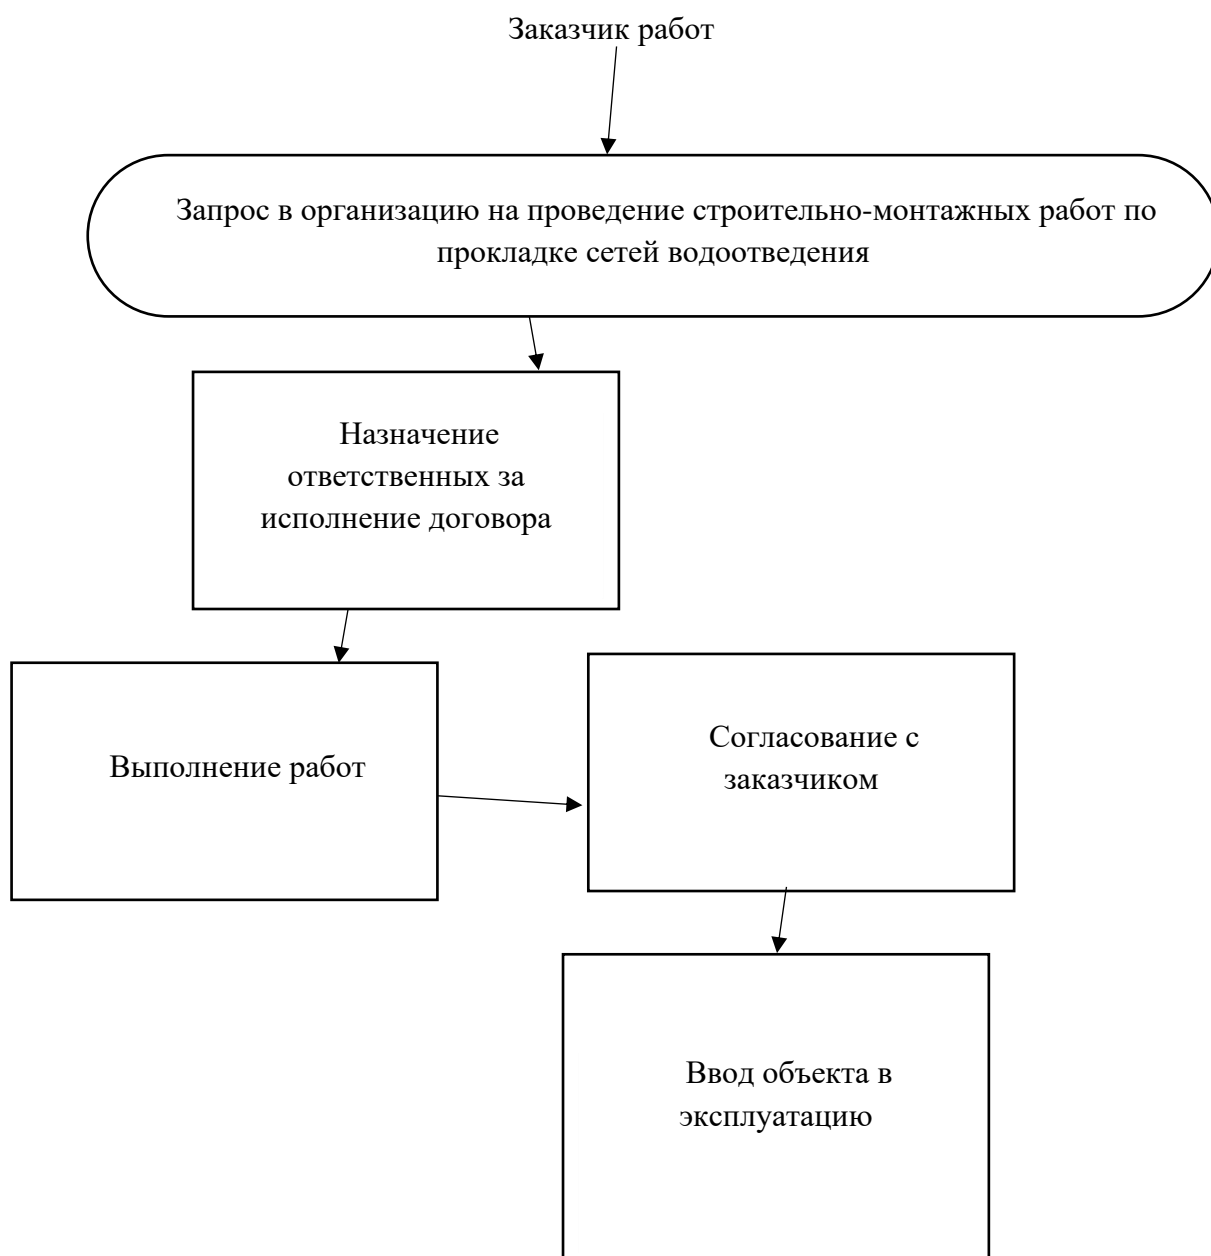 Заказчик работ
Запрос в организацию на проведение строительно-монтажных работ по
прокладке сетей водоотведения
Назначение
ответственных за
исполнение договора
Выполнение работ
Согласование с
заказчиком
Ввод объекта в
эксплуатацию